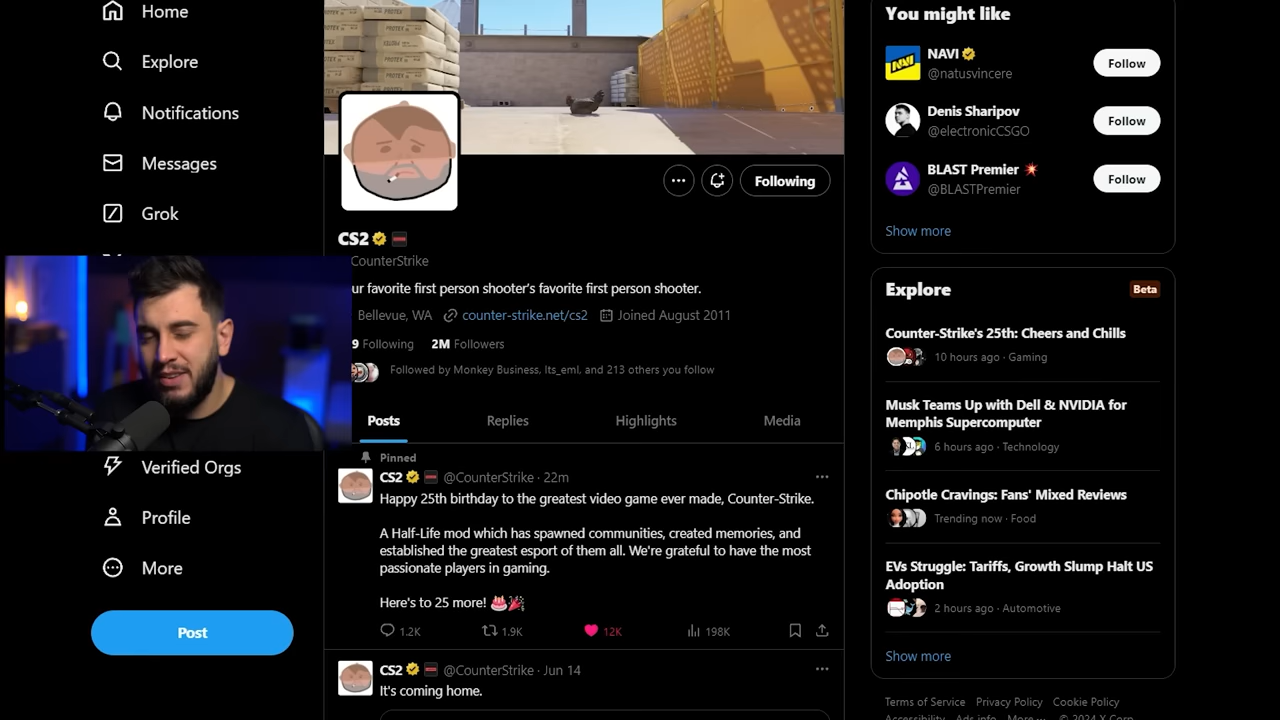 Home
Explore
Notifications
Messages
Grok
Verified Orgs
Profile
More
Post
Following
CS2
CounterStrike
ur favorite first person shooter's favorite first person shooter.
Bellevue, WA counter-strike.net/cs2 Joined August 2011
9 Following 2M Followers
Followed by Monkey Business, Its_eml, and 213 others you follow
Posts Replies Highlights Media
Pinned
CS2 @CounterStrike · 22m
Happy 25th birthday to the greatest video game ever made, Counter-Strike.
A Half-Life mod which has spawned communities, created memories, and
established the greatest esport of them all. We're grateful to have the most
passionate players in gaming.
Here's to 25 more! 🎂🎉
1.2K 1.9K 12K 198K
CS2 @CounterStrike · Jun 14
It's coming home.
You might like
NAVI
@natusvincere
Follow
Denis Sharipov
@electronicCSGO
Follow
BLAST Premier 💥
@BLASTPremier
Follow
Show more
Explore Beta
Counter-Strike's 25th: Cheers and Chills
10 hours ago · Gaming
Musk Teams Up with Dell & NVIDIA for
Memphis Supercomputer
6 hours ago · Technology
Chipotle Cravings: Fans' Mixed Reviews
Trending now · Food
EVs Struggle: Tariffs, Growth Slump Halt US
Adoption
2 hours ago · Automotive
Show more
Terms of Service Privacy Policy Cookie Policy
Accessibility Ads info More ··· © 2024 X Corp.